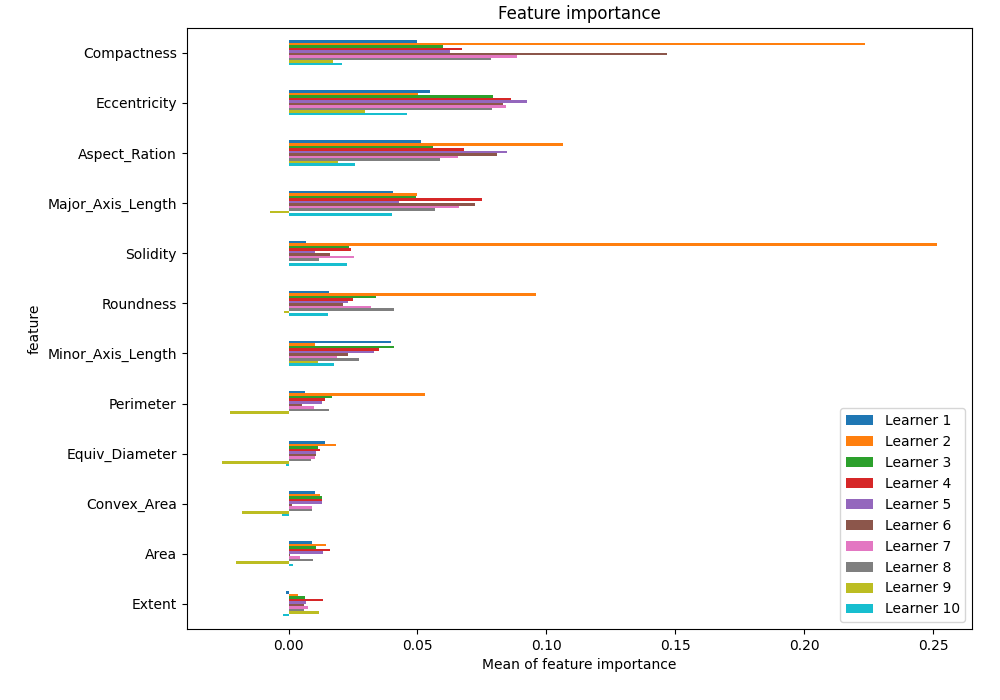 Feature importance
Compactness
Eccentricity
Aspect_Ration
Major_Axis_Length
Solidity
Roundness
Minor_Axis_Length
Perimeter
Equiv_Diameter
Convex_Area
Area
Extent
feature
Learner 1
Learner 2
Learner 3
Learner 4
Learner 5
Learner 6
Learner 7
Learner 8
Learner 9
Learner 10
0.00 0.05 0.10 0.15 0.20 0.25
Mean of feature importance